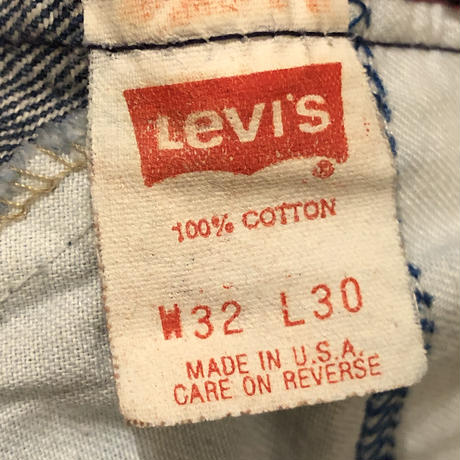 Levi's
®
100% COTTON
W32 L30
MADE IN U.S.A.
CARE ON REVERSE